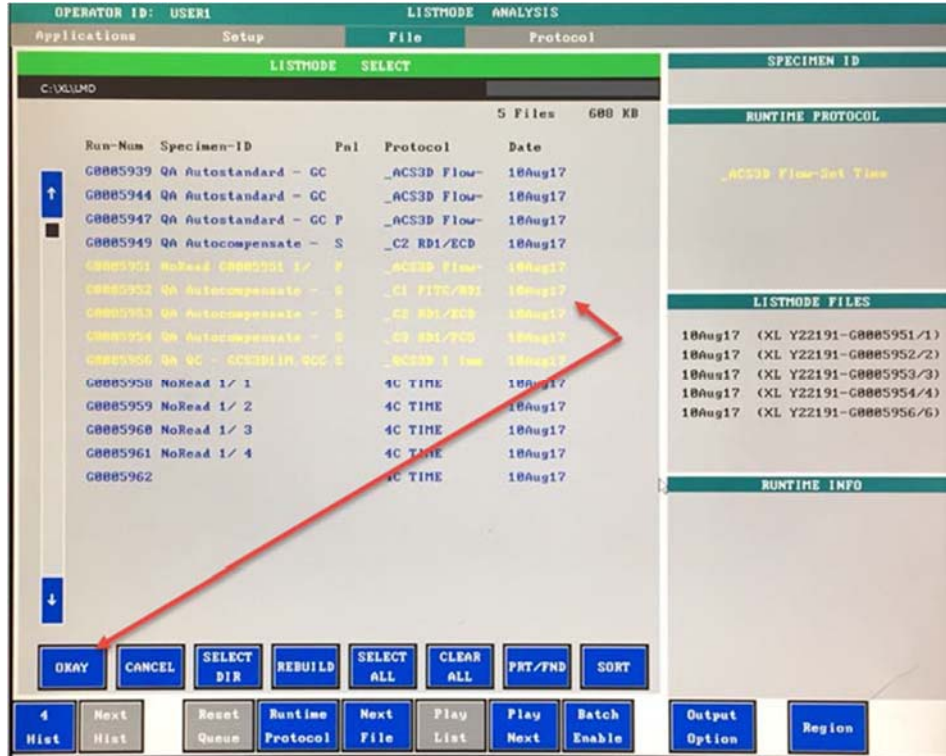 OPERATOR ID: USER1 LISTMODE ANALYSIS
Applications Setup File Protocol
LISTMODE SELECT
C:\XL\LMD
5 Files 608 KB
Run-Num Specimen-ID Pnl Protocol Date
G0005939 QA Autostandard - GC _ACS3D Flow- 10Aug17
G0005944 QA Autostandard - GC _ACS3D Flow- 10Aug17
G0005947 QA Autostandard - GC P _ACS3D Flow- 10Aug17
G0005949 QA Autocompensate - S _C2 RD1/ECD 10Aug17
G0005951 NoRead G0005951 1/ P _ACS3D Flow- 10Aug17
G0005952 QA Autocompensate - S _C1 FITC/RD1 10Aug17
G0005953 QA Autocompensate - S _C2 RD1/ECD 10Aug17
G0005954 QA Autocompensate - S RD1/PC5 10Aug17
G0005956 QA QC - S 10Aug17
G0005958 NoRead 1/ 1 4C TIME 10Aug17
G0005959 NoRead 1/ 2 4C TIME 10Aug17
G0005960 NoRead 1/ 3 4C TIME 10Aug17
G0005961 NoRead 1/ 4 4C TIME 10Aug17
G0005962 4C TIME 10Aug17
OKAY CANCEL SELECT DIR REBUILD SELECT ALL CLEAR ALL PRT/FND SORT
4 Hist Next Hist Reset Queue Runtime Protocol Next File Play List Play Next Batch Enable Output Option Region
SPECIMEN ID
RUNTIME PROTOCOL
_ACS3D Flow-Set Time
LISTMODE FILES
10Aug17 (XL Y22191-G0005951/1)
10Aug17 (XL Y22191-G0005952/2)
10Aug17 (XL Y22191-G0005953/3)
10Aug17 (XL Y22191-G0005954/4)
10Aug17 (XL Y22191-G0005956/6)
RUNTIME INFO